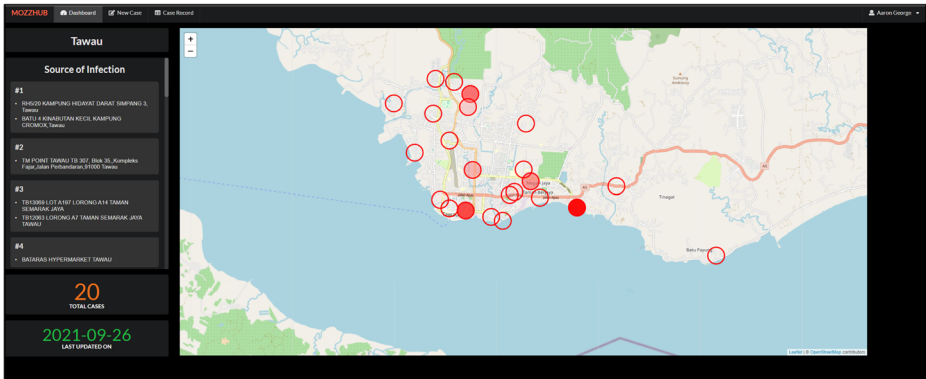 MOZZHUB Dashboard New Case Case Record Aaron George
Tawau
Source of Infection
#1
RH5/20 KAMPUNG HIDAYAT DARAT SIMPANG 3,
Tawau
BATU 4 KINABUTAN KECIL KAMPUNG
CROMOX,Tawau
#2
TM POINT TAWAU TB 307, Blok 35_Kompleks
Fajar,Jalan Perbandaran,91000 Tawau
#3
TB13069 LOT A197 LORONG A14 TAMAN
SEMARAK JAYA
TB12063 LORONG A7 TAMAN SEMARAK JAYA
TAWAU
#4
BATARAS HYPERMARKET TAWAU
20
TOTAL CASES
2021-09-26
LAST UPDATED ON
+
−
Tinagat
Batu Payung
Leaflet | © OpenStreetMap contributors